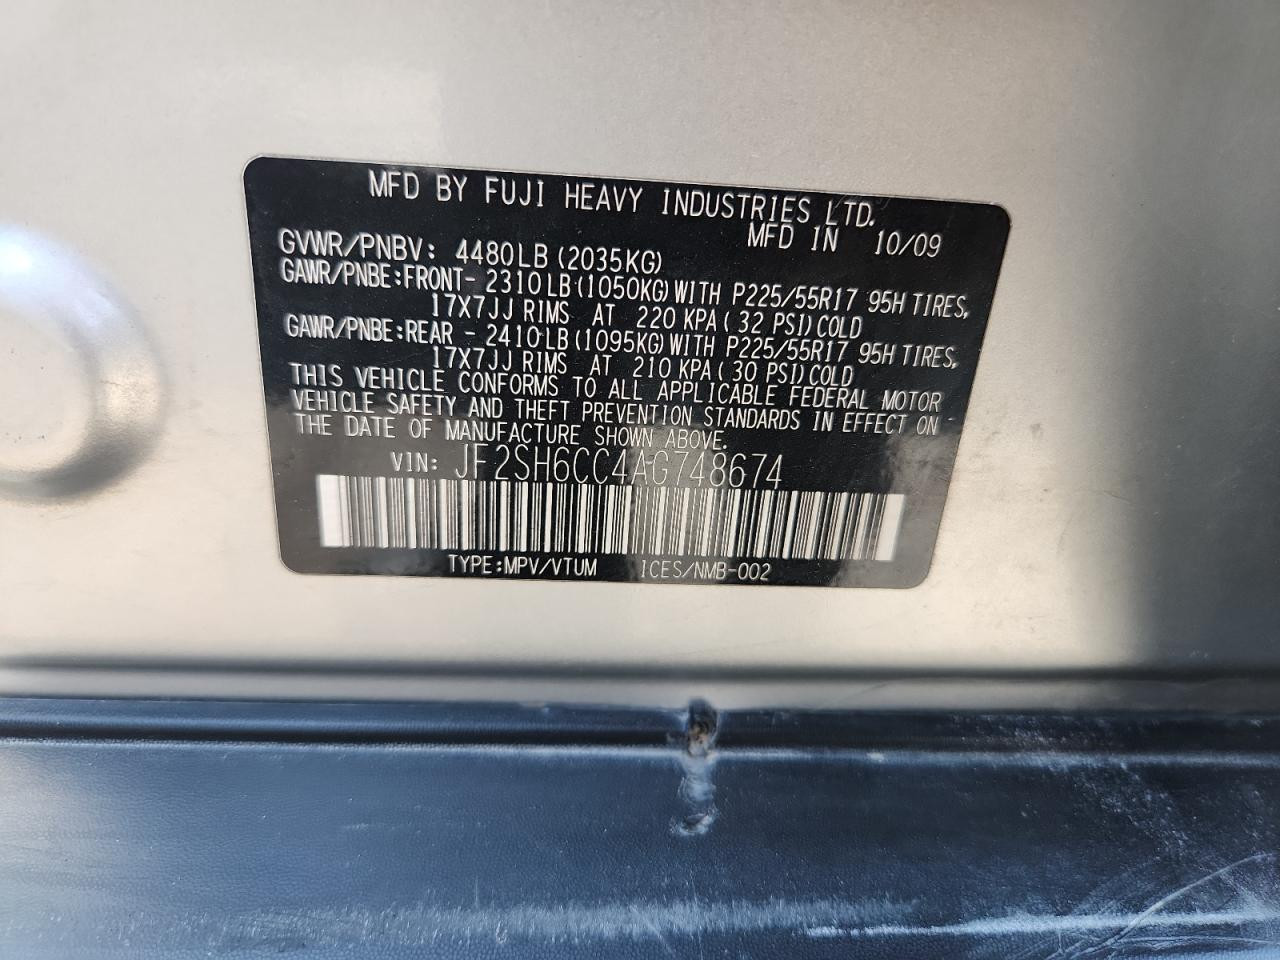 MFD BY FUJI HEAVY INDUSTRIES LTD.
MFD IN 10/09
GVWR/PNBV: 4480LB (2035KG)
GAWR/PNBE:FRONT- 2310LB(1050KG)WITH P225/55R17 95H TIRES,
17X7JJ RIMS AT 220 KPA(32 PSI)COLD
GAWR/PNBE:REAR - 2410LB(1095KG)WITH P225/55R17 95H TIRES,
17X7JJ RIMS AT 210 KPA(30 PSI)COLD
THIS VEHICLE CONFORMS TO ALL APPLICABLE FEDERAL MOTOR
VEHICLE SAFETY AND THEFT PREVENTION STANDARDS IN EFFECT ON
THE DATE OF MANUFACTURE SHOWN ABOVE.
VIN: JF2SH6CC4AG748674
TYPE:MPV/VTUM ICES/NMB-002